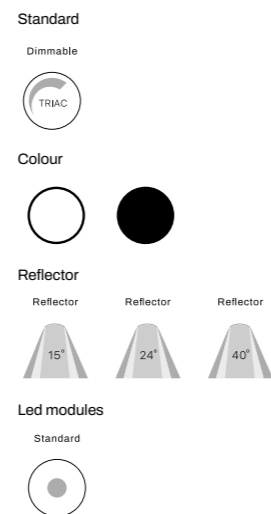 Standard
Dimmable
TRIAC
Colour
Reflector
Reflector Reflector Reflector
15° 24° 40°
Led modules
Standard